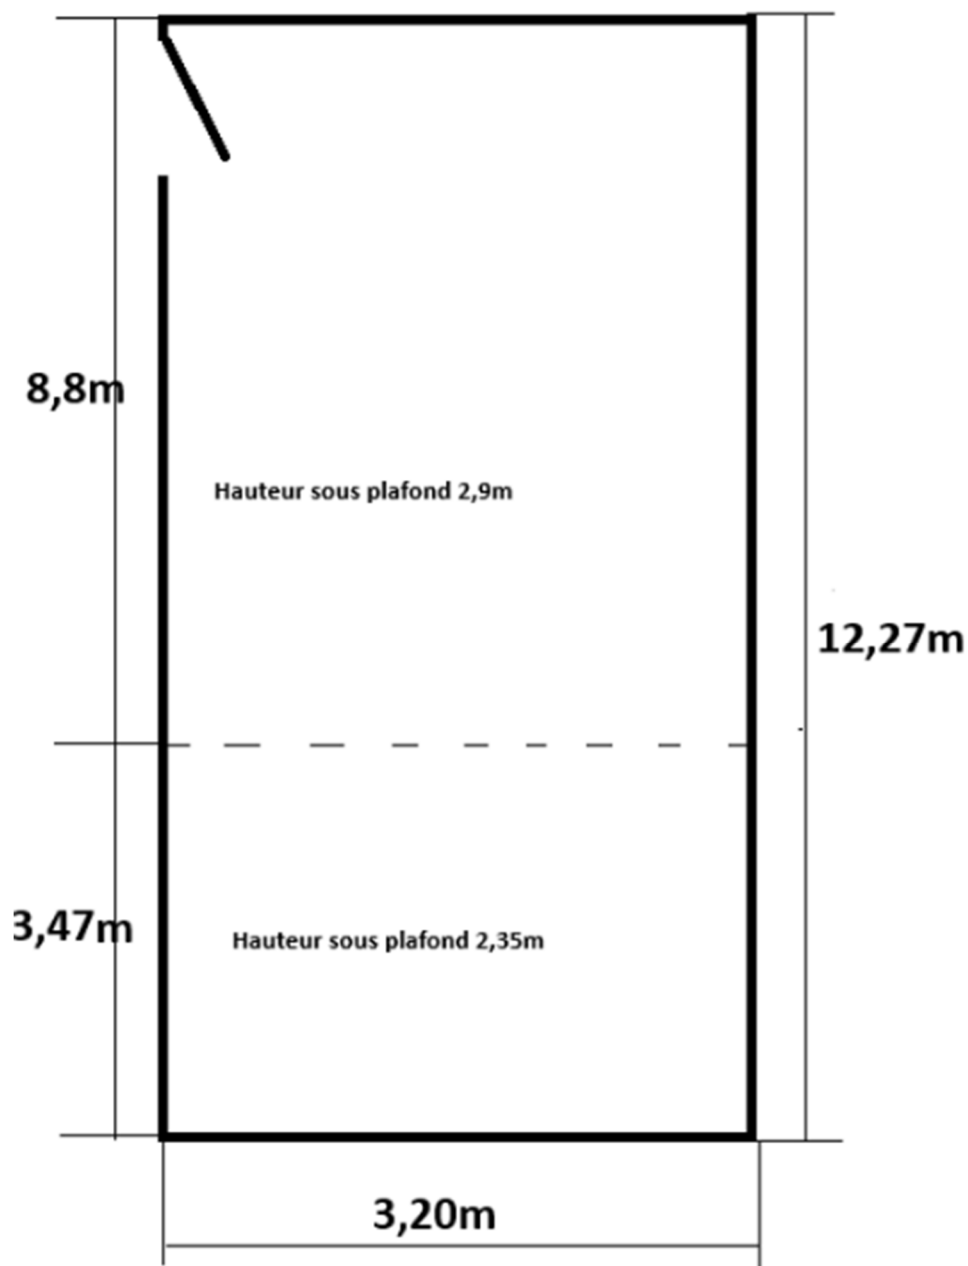 8,8m
Hauteur sous plafond 2,9m
12,27m
3,47m
Hauteur sous plafond 2,35m
3,20m